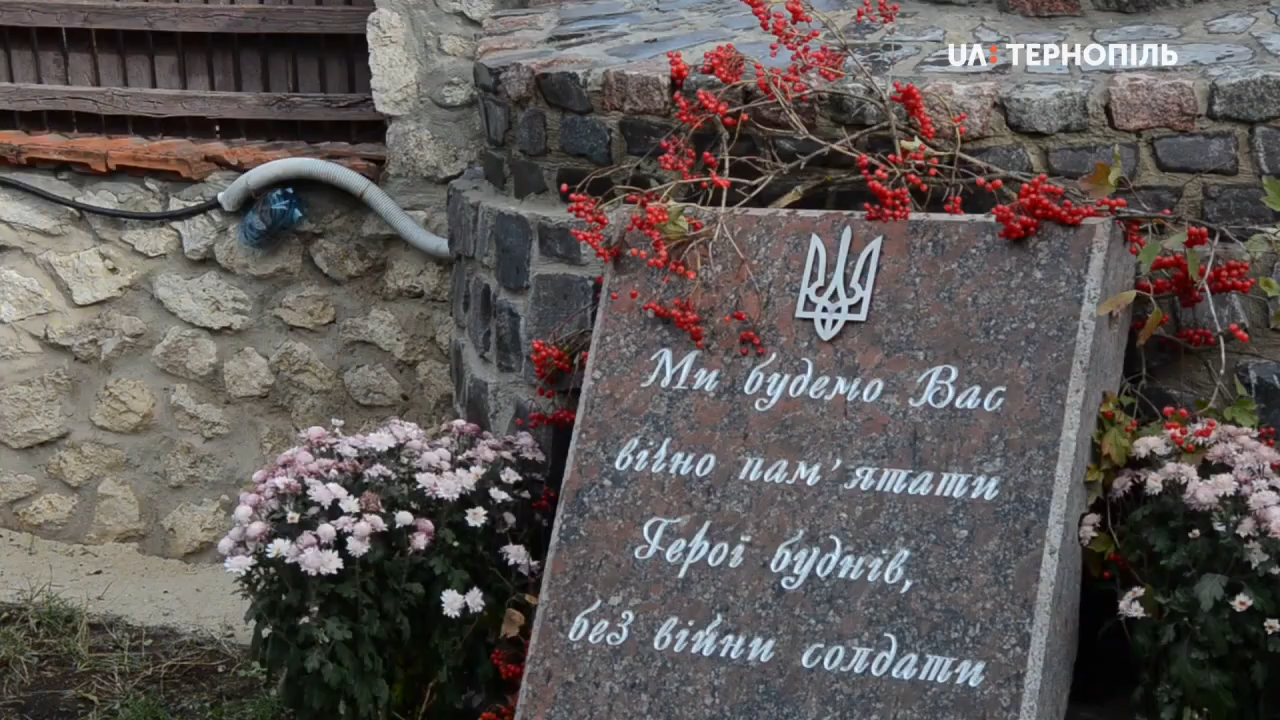 UA: ТЕРНОПІЛЬ
Ми будемо Вас
вічно пам'ятати
Герої буднів,
без війни солдати